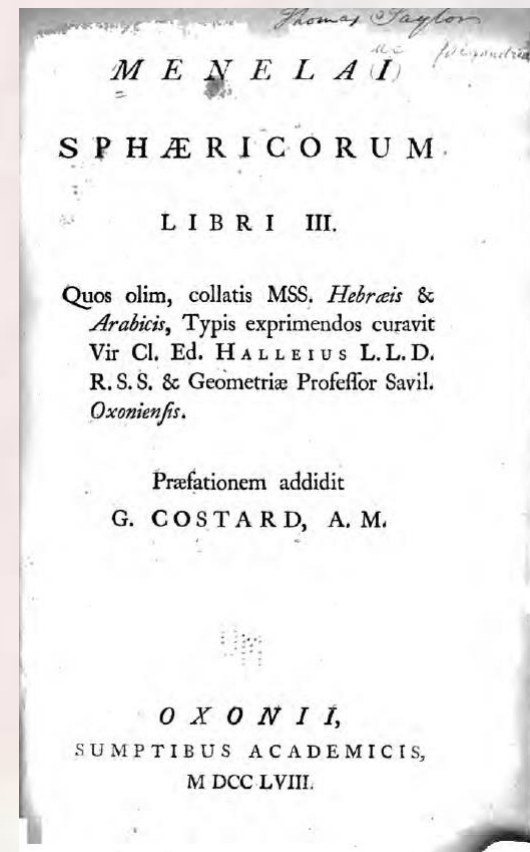 Thomas Taylor
MENELAI
SPHÆRICORUM
LIBRI III.
Quos olim, collatis MSS. Hebræis &
Arabicis, Typis exprimendos curavit
Vir Cl. Ed. HALLEIUS L.L.D.
R.S.S. & Geometriæ Profeſſor Savil.
Oxonienſis.
Præfationem addidit
G. COSTARD, A. M.
OXONII,
SUMPTIBUS ACADEMICIS,
M DCC LVIII.